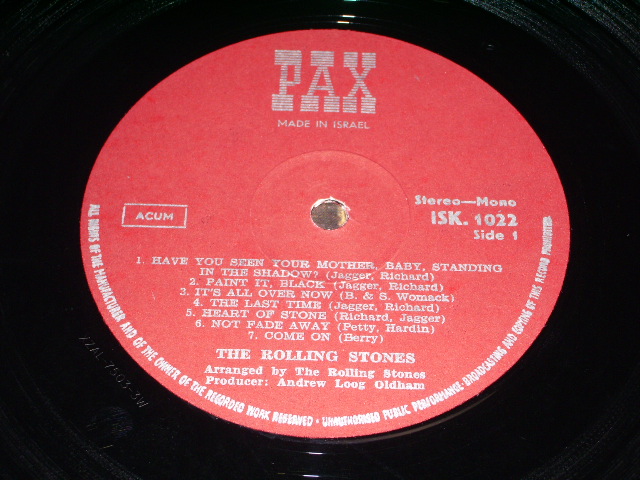 PAX
MADE IN ISRAEL
ACUM
Stereo—Mono
ISK. 1022
Side 1
1. HAVE YOU SEEN YOUR MOTHER, BABY, STANDING
IN THE SHADOW? (Jagger, Richard)
2. PAINT IT, BLACK (Jagger, Richard)
3. IT'S ALL OVER NOW (B. & S. Womack)
4. THE LAST TIME (Jagger, Richard)
5. HEART OF STONE (Richard, Jagger)
6. NOT FADE AWAY (Petty, Hardin)
7. COME ON (Berry)
THE ROLLING STONES
Arranged by The Rolling Stones
Producer: Andrew Loog Oldham
ALL RIGHTS OF THE MANUFACTURER AND OF THE OWNER OF THE RECORDED WORK RESERVED · UNAUTHORISED PUBLIC PERFORMANCE BROADCASTING AND COPYING OF THIS RECORD PROHIBITED